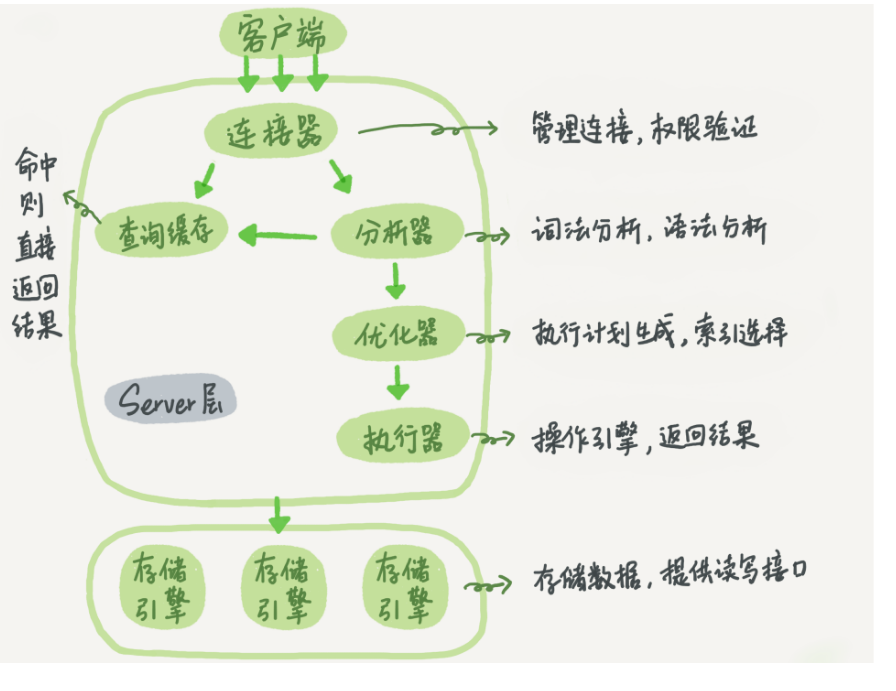 客户端
连接器
管理连接，权限验证
命中
则
直接
返回
结果
查询缓存
分析器
词法分析，语法分析
优化器
执行计划生成，索引选择
Server层
执行器
操作引擎，返回结果
存储
引擎
存储
引擎
存储
引擎
存储数据，提供读写接口